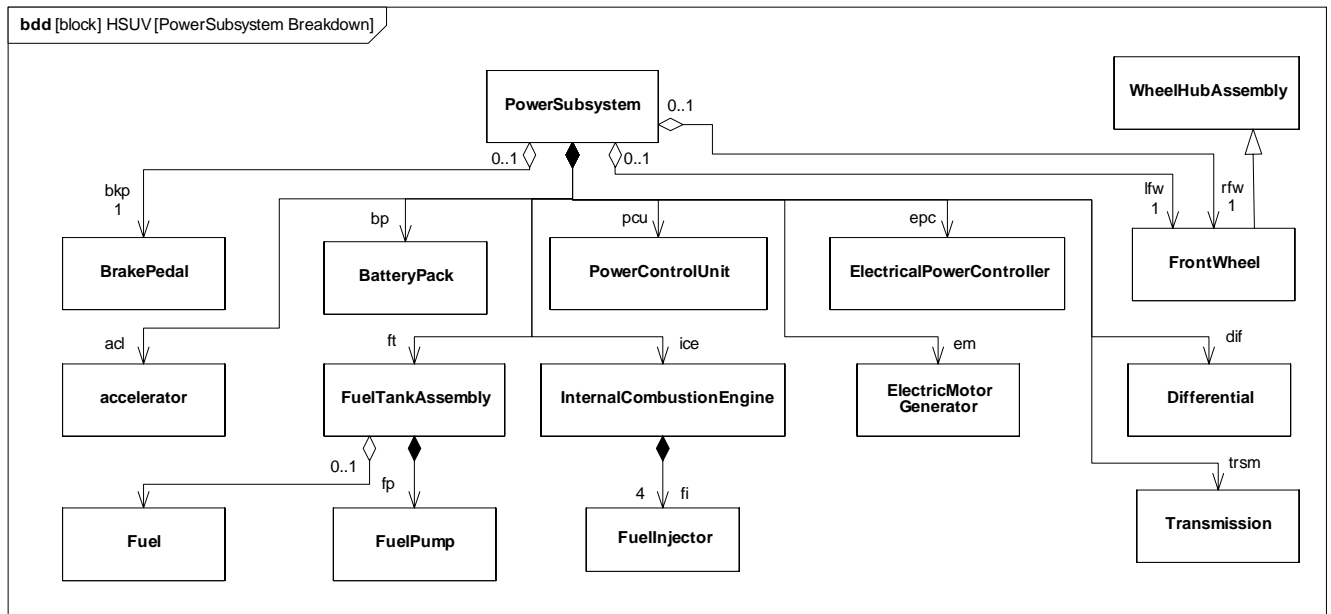 bdd [block] HSUV [PowerSubsystem Breakdown]
PowerSubsystem
WheelHubAssembly
0..1
0..1
0..1
bkp
1
bp
pcu
epc
lfw
1
rfw
1
BrakePedal
BatteryPack
PowerControlUnit
ElectricalPowerController
FrontWheel
acl
ft
ice
em
dif
accelerator
FuelTankAssembly
InternalCombustionEngine
ElectricMotor
Generator
Differential
0..1
fp
4
fi
trsm
Fuel
FuelPump
FuelInjector
Transmission